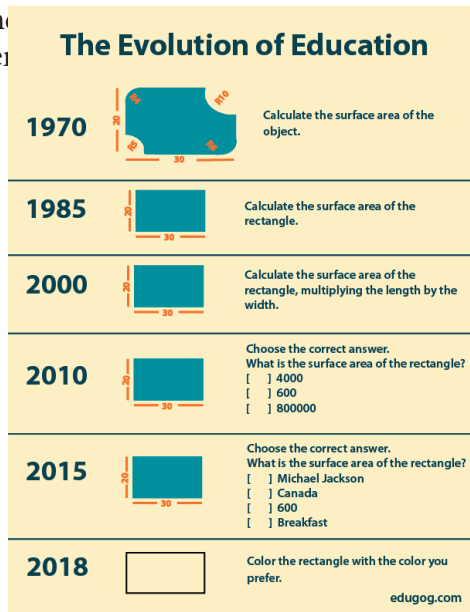 The Evolution of Education
1970
20
R10
R5
30
Calculate the surface area of the
object.
1985
20
30
Calculate the surface area of the
rectangle.
2000
20
30
Calculate the surface area of the
rectangle, multiplying the length by the
width.
2010
20
30
Choose the correct answer.
What is the surface area of the rectangle?
[ ] 4000
[ ] 600
[ ] 800000
2015
20
30
Choose the correct answer.
What is the surface area of the rectangle?
[ ] Michael Jackson
[ ] Canada
[ ] 600
[ ] Breakfast
2018
Color the rectangle with the color you
prefer.
edugog.com